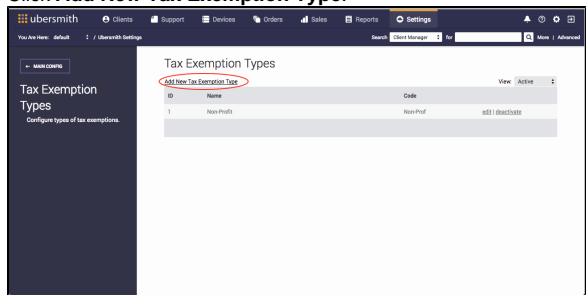 Click Add New Tax Exemption Type.
ubersmith Clients Support Devices Orders Sales Reports Settings
You Are Here: default / Ubersmith Settings Search Client Manager for More | Advanced
← MAIN CONFIG
Tax Exemption Types
Add New Tax Exemption Type View: Active
Tax Exemption
Types
Configure types of tax exemptions.
ID Name Code
1 Non-Profit Non-Prof edit | deactivate